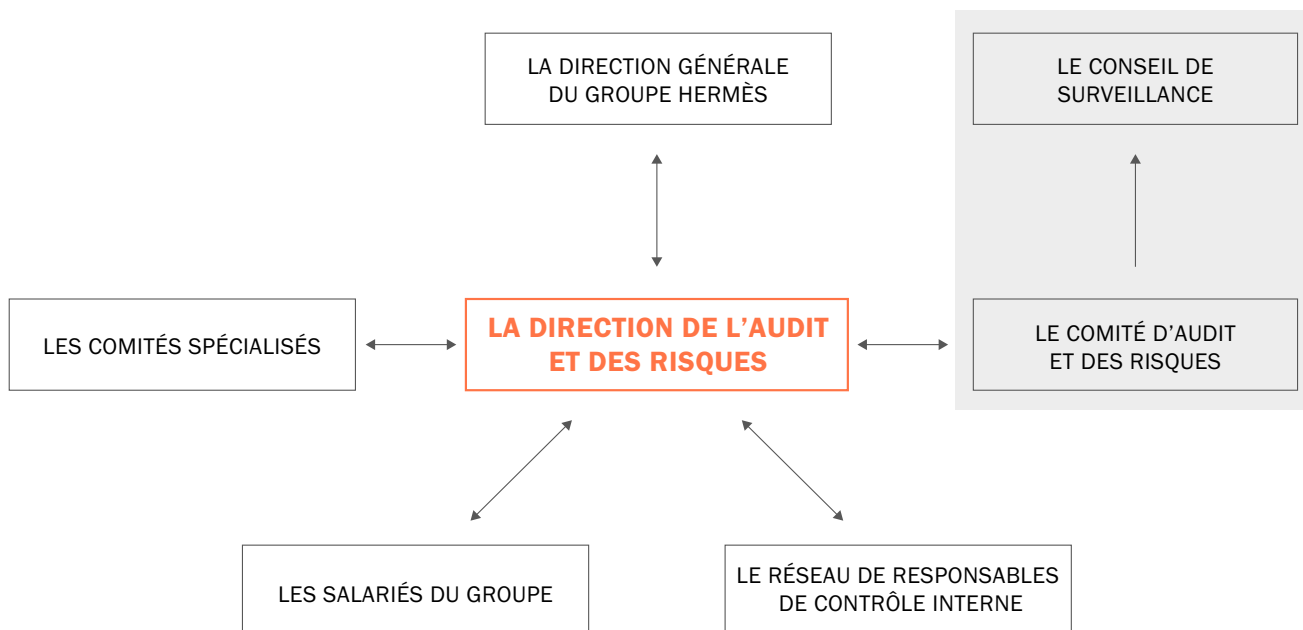 LA DIRECTION GÉNÉRALE
DU GROUPE HERMÈS
LE CONSEIL DE
SURVEILLANCE
LES COMITÉS SPÉCIALISÉS
LA DIRECTION DE L’AUDIT
ET DES RISQUES
LE COMITÉ D’AUDIT
ET DES RISQUES
LES SALARIÉS DU GROUPE
LE RÉSEAU DE RESPONSABLES
DE CONTRÔLE INTERNE